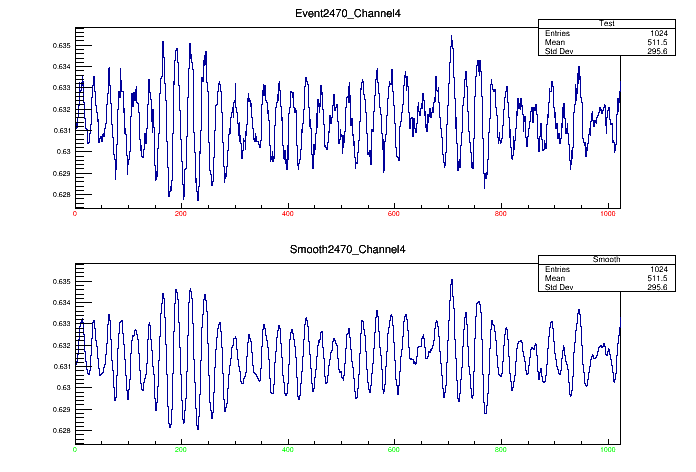 Event2470_Channel4
Test
Entries 1024
Mean 511.5
Std Dev 295.6
0.635
0.634
0.633
0.632
0.631
0.63
0.629
0.628
0 200 400 600 800 1000
Smooth2470_Channel4
Smooth
Entries 1024
Mean 511.5
Std Dev 295.6
0.635
0.634
0.633
0.632
0.631
0.63
0.629
0.628
0 200 400 600 800 1000